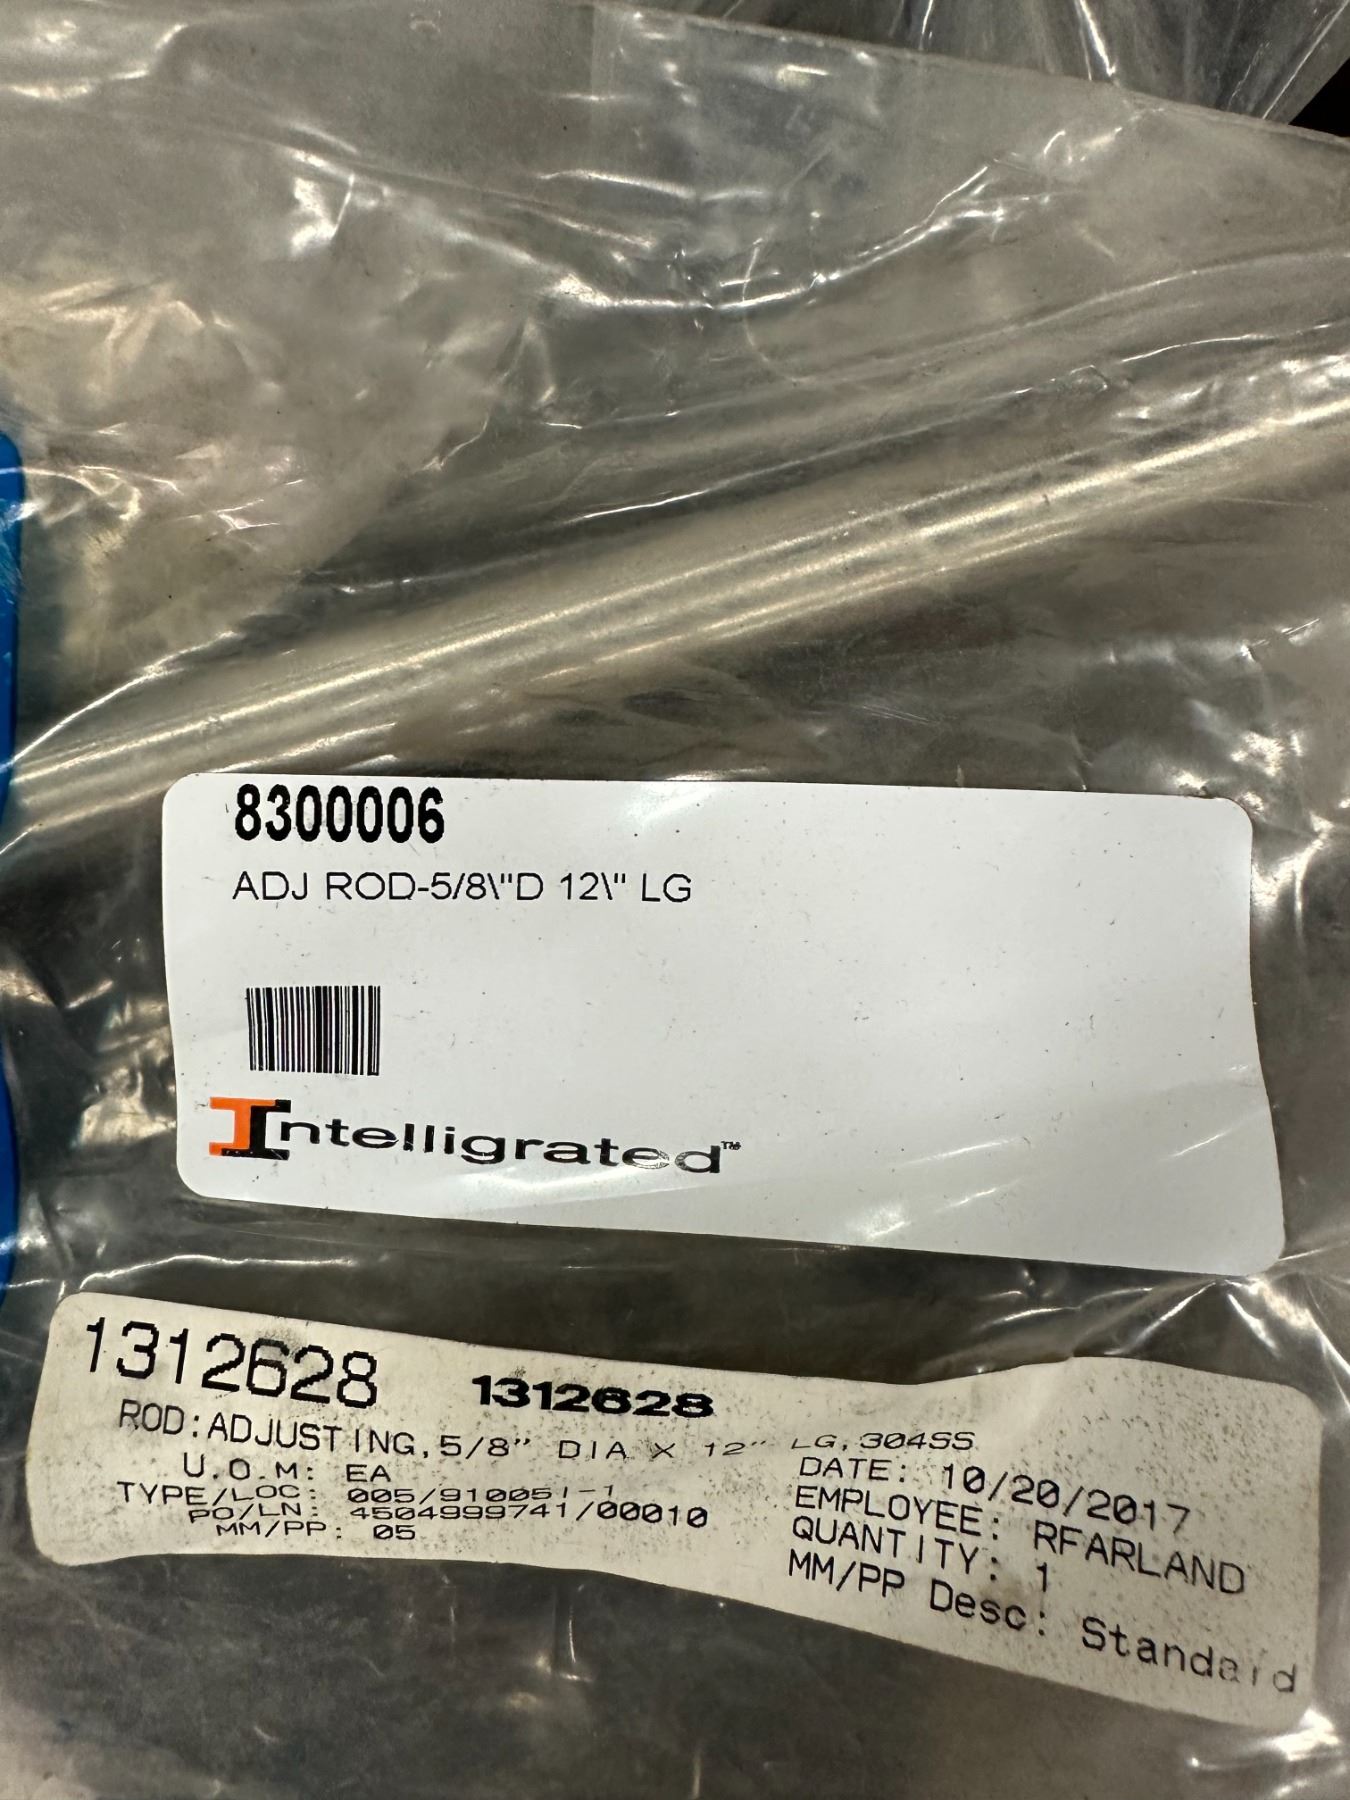 8300006
ADJ ROD-5/8\"D 12\" LG
Intelligrated™
1312628 1312628
ROD:ADJUSTING,5/8" DIA X 12" LG,304SS
U.O.M: EA
TYPE/LOC: 005/910051-1
PO/LN: 4504999741/00010
MM/PP: 05
DATE: 10/20/2017
EMPLOYEE: RFARLAND
QUANTITY: 1
MM/PP Desc: Standard